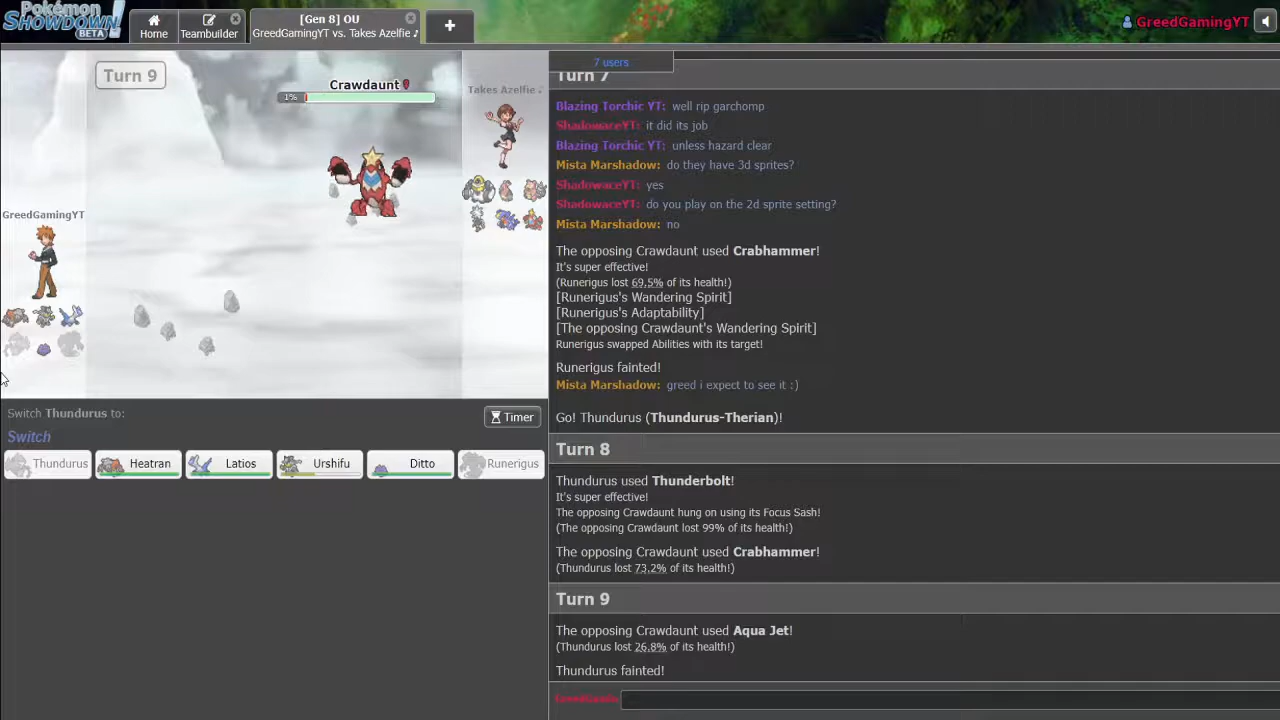 POKÉMON
SHOWDOWN!
BETA
Home
Teambuilder
[Gen 8] OU
GreedGamingYT vs. Takes Azelfie ♪
+
GreedGamingYT
Turn 9
Crawdaunt
1%
Takes Azelfie ♪
GreedGamingYT
Switch Thundurus to:
Timer
Switch
Thundurus
Heatran
Latios
Urshifu
Ditto
Runerigus
7 users
Turn 7
Blazing Torchic YT: well rip garchomp
ShadowaceYT: it did its job
Blazing Torchic YT: unless hazard clear
Mista Marshadow: do they have 3d sprites?
ShadowaceYT: yes
ShadowaceYT: do you play on the 2d sprite setting?
Mista Marshadow: no
The opposing Crawdaunt used Crabhammer!
It's super effective!
(Runerigus lost 69.5% of its health!)
[Runerigus's Wandering Spirit]
[Runerigus's Adaptability]
[The opposing Crawdaunt's Wandering Spirit]
Runerigus swapped Abilities with its target!
Runerigus fainted!
Mista Marshadow: greed i expect to see it :)
Go! Thundurus (Thundurus-Therian)!
Turn 8
Thundurus used Thunderbolt!
It's super effective!
The opposing Crawdaunt hung on using its Focus Sash!
(The opposing Crawdaunt lost 99% of its health!)
The opposing Crawdaunt used Crabhammer!
(Thundurus lost 73.2% of its health!)
Turn 9
The opposing Crawdaunt used Aqua Jet!
(Thundurus lost 26.8% of its health!)
Thundurus fainted!